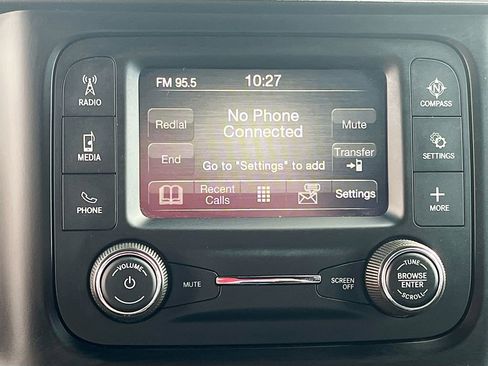 FM 95.5
10:27
RADIO
MEDIA
PHONE
No Phone
Connected
Redial
End
Mute
Transfer
Go to "Settings" to add
Recent
Calls
Settings
N
COMPASS
SETTINGS
MORE
VOLUME
MUTE
SCREEN
OFF
TUNE
BROWSE
ENTER
SCROLL